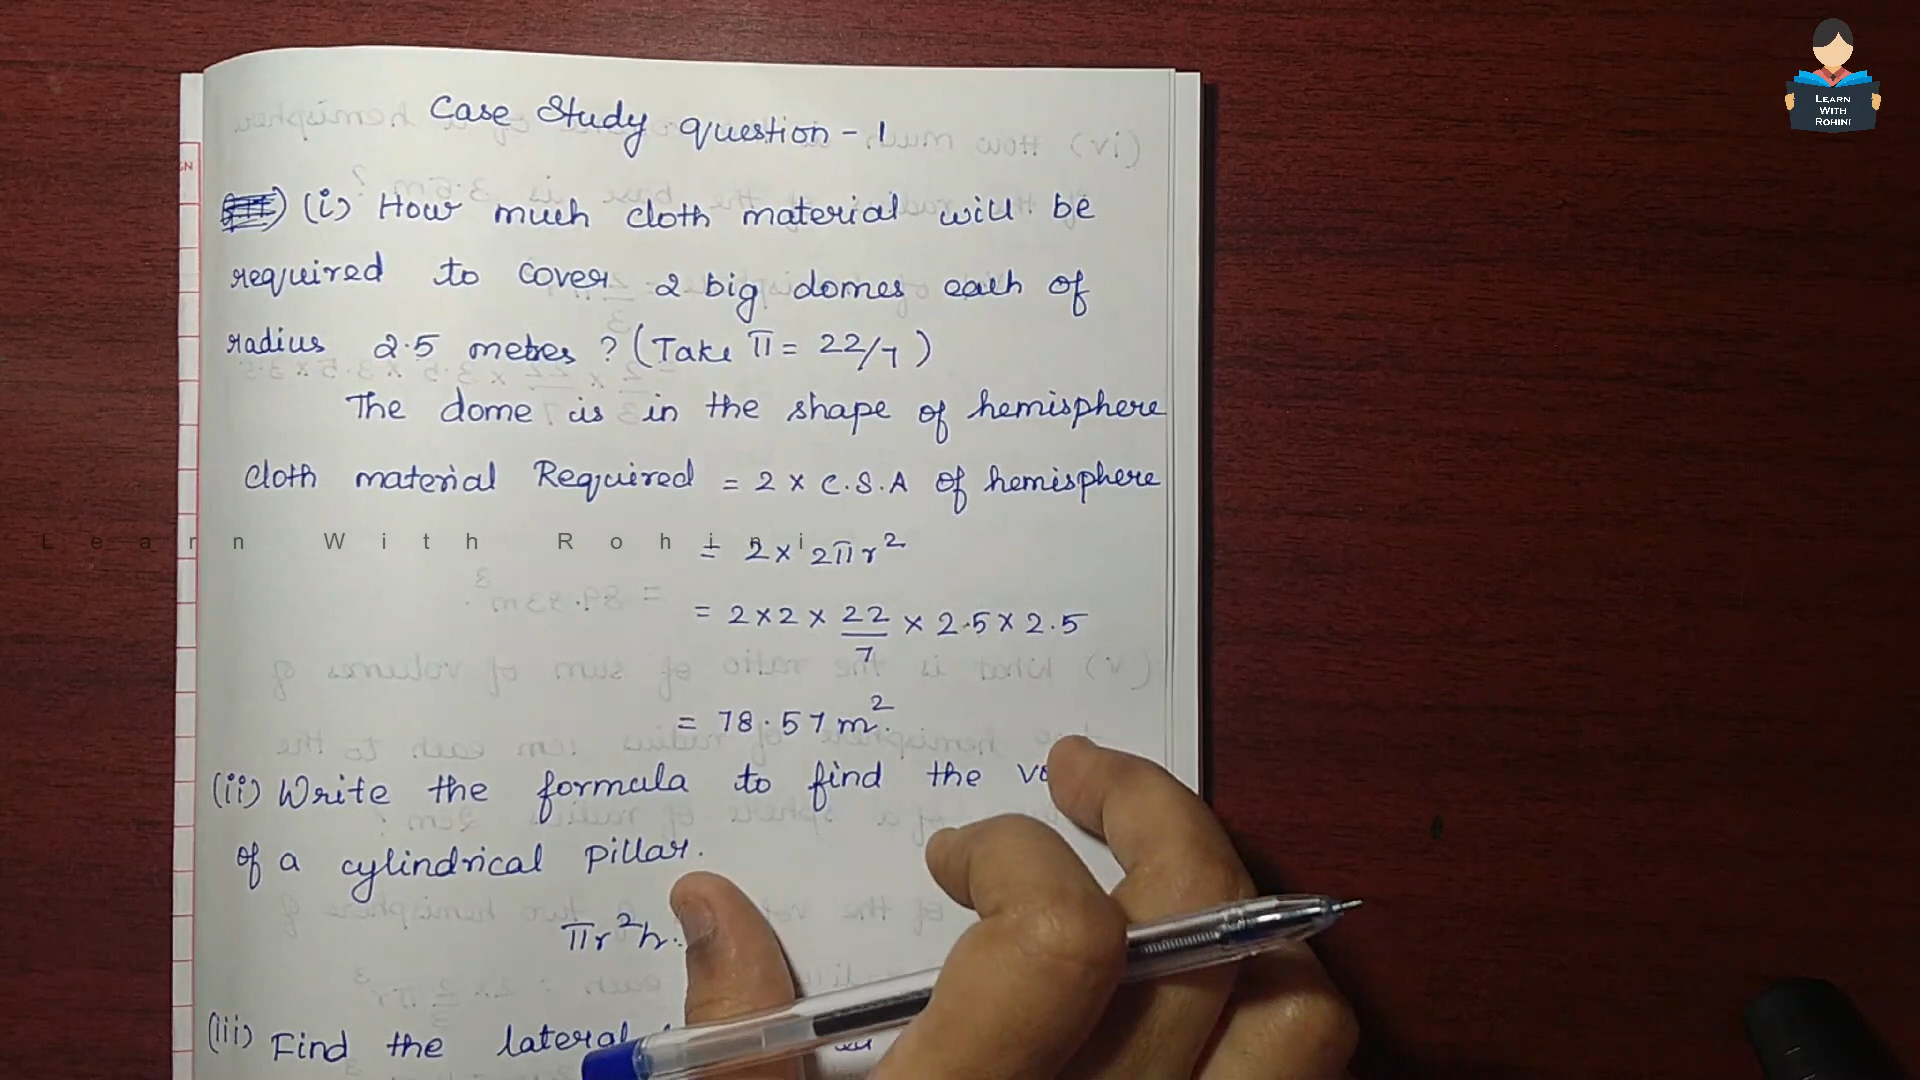 LEARN
WITH
ROHINI
Case Study question - 1
(i) How much cloth material will be
required to cover 2 big domes each of
radius 2.5 metres ? (Take π = 22/7)
The dome is in the shape of hemisphere
Cloth material Required = 2 × C.S.A of hemisphere
Learn With Rohini
= 2 × 2πr²
= 2 × 2 × 22/7 × 2.5 × 2.5
= 78.57 m².
(ii) Write the formula to find the
of a cylindrical pillar.
πr²h.
(iii) Find the lateral